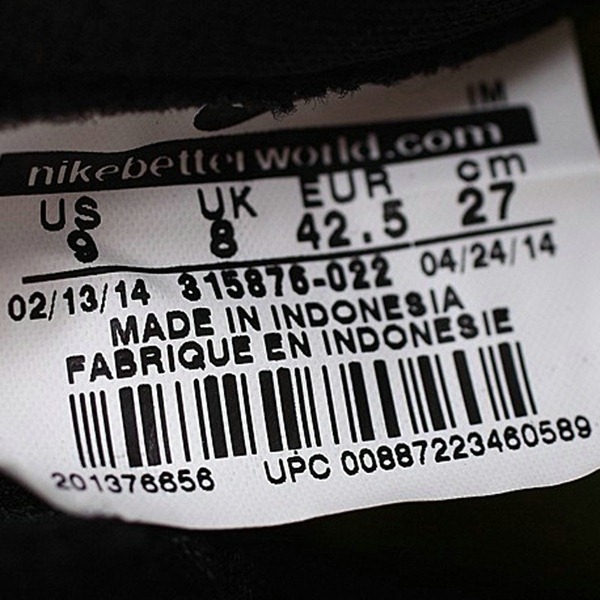 IM
nikebetterworld.com
US UK EUR cm
9 8 42.5 27
02/13/14 315876-022 04/24/14
MADE IN INDONESIA
FABRIQUE EN INDONESIE
201376656 UPC 00887223460589